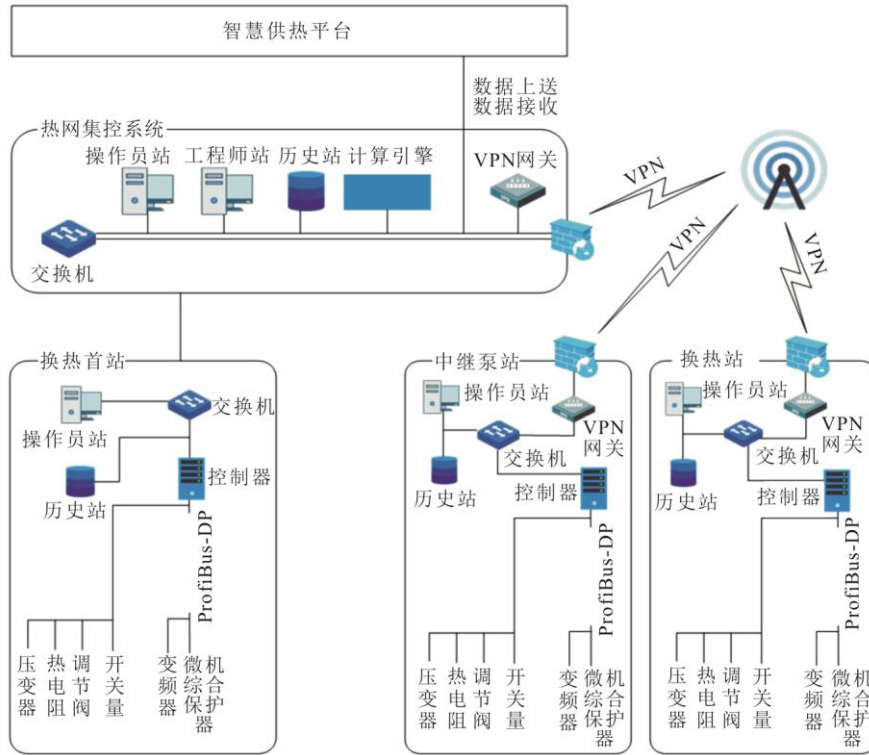 智慧供热平台
数据上送
数据接收
热网集控系统
操作员站
工程师站
历史站
计算引擎
VPN网关
交换机
VPN
VPN
VPN
换热首站
操作员站
交换机
历史站
控制器
ProfiBus-DP
压变器
热电阻
调节阀
开关量
变频器
微机
综合
保护器
中继泵站
操作员站
VPN
网关
交换机
历史站
控制器
ProfiBus-DP
压变器
热电阻
调节阀
开关量
变频器
微机
综合
保护器
换热站
操作员站
VPN
网关
交换机
历史站
控制器
ProfiBus-DP
压变器
热电阻
调节阀
开关量
变频器
微机
综合
保护器